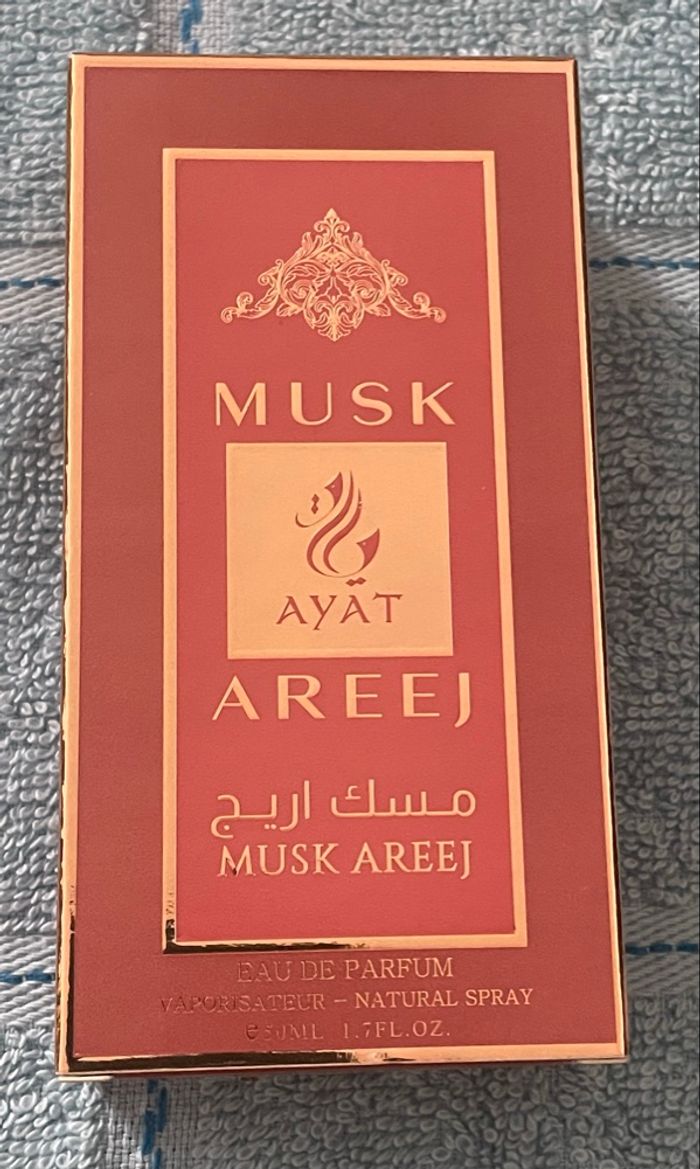 MUSK
آيات
AYAT
AREEJ
مسك اريج
MUSK AREEJ
EAU DE PARFUM
VAPORISATEUR – NATURAL SPRAY
℮50ML 1.7FL.OZ.